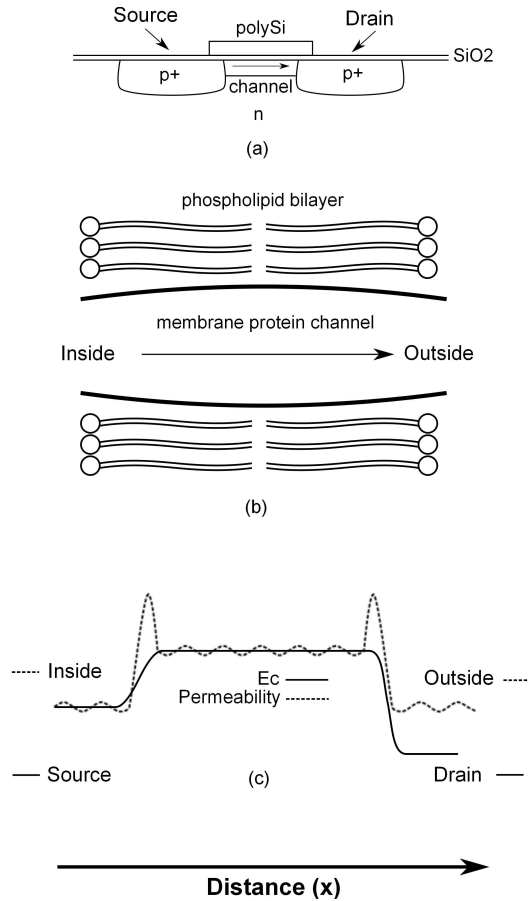 Source polySi Drain
p+ p+ SiO2
channel
n
(a)
phospholipid bilayer
membrane protein channel
Inside Outside
(b)
Inside Outside
Ec
Permeability
Source (c) Drain
Distance (x)